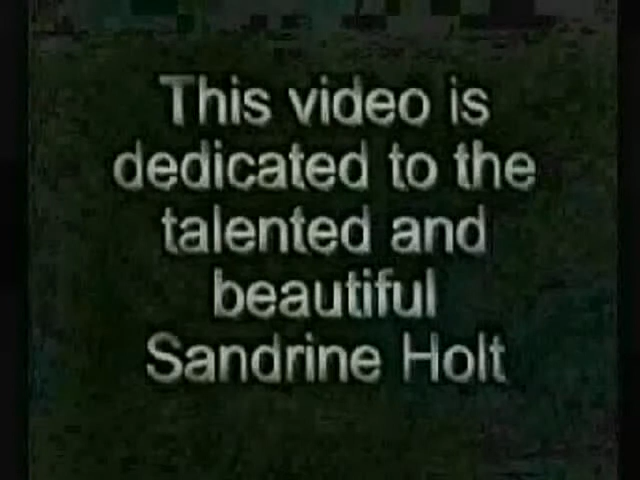 This video is
dedicated to the
talented and
beautiful
Sandrine Holt